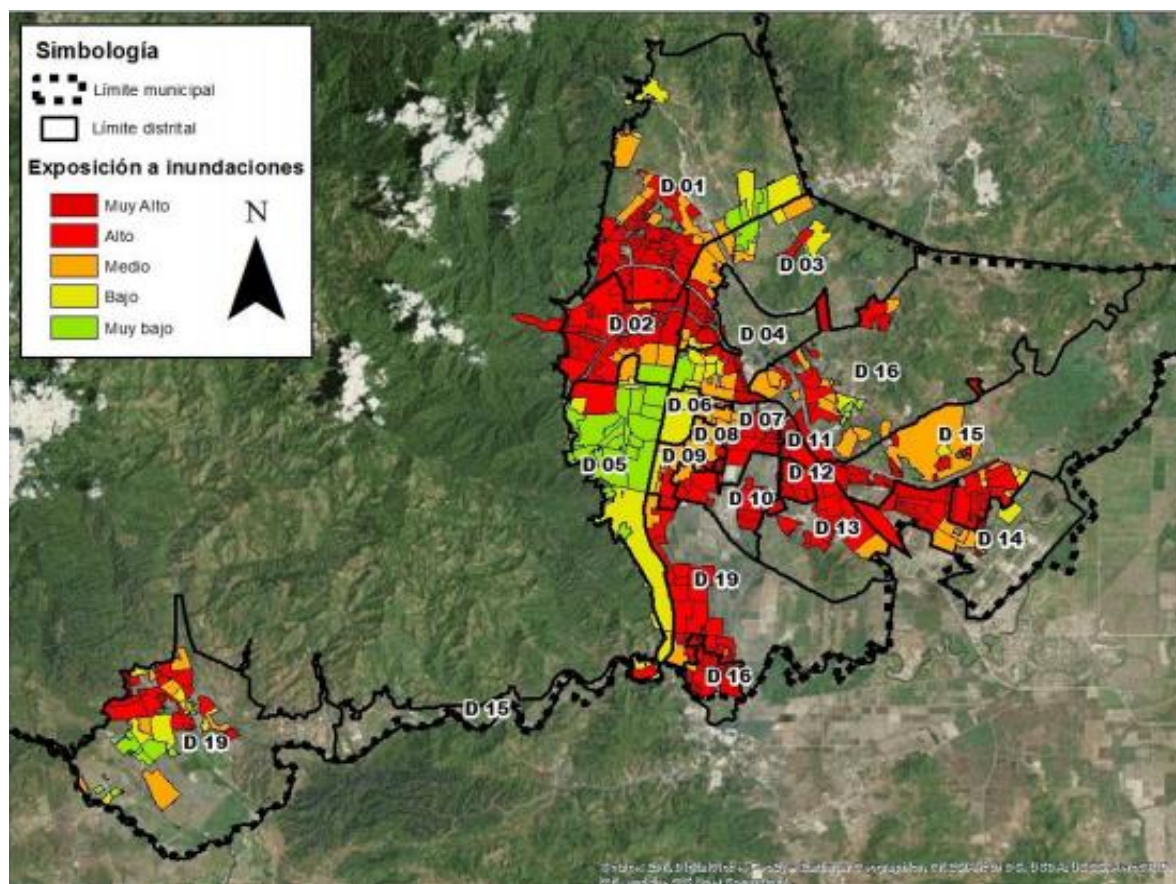 Simbología
Límite municipal
Límite distrital
Exposición a inundaciones
Muy Alto
Alto
Medio
Bajo
Muy bajo
N
D 01
D 03
D 02
D 04
D 16
D 06
D 07
D 08
D 11
D 15
D 05
D 09
D 12
D 10
D 13
D 14
D 19
D 16
D 15
D 19